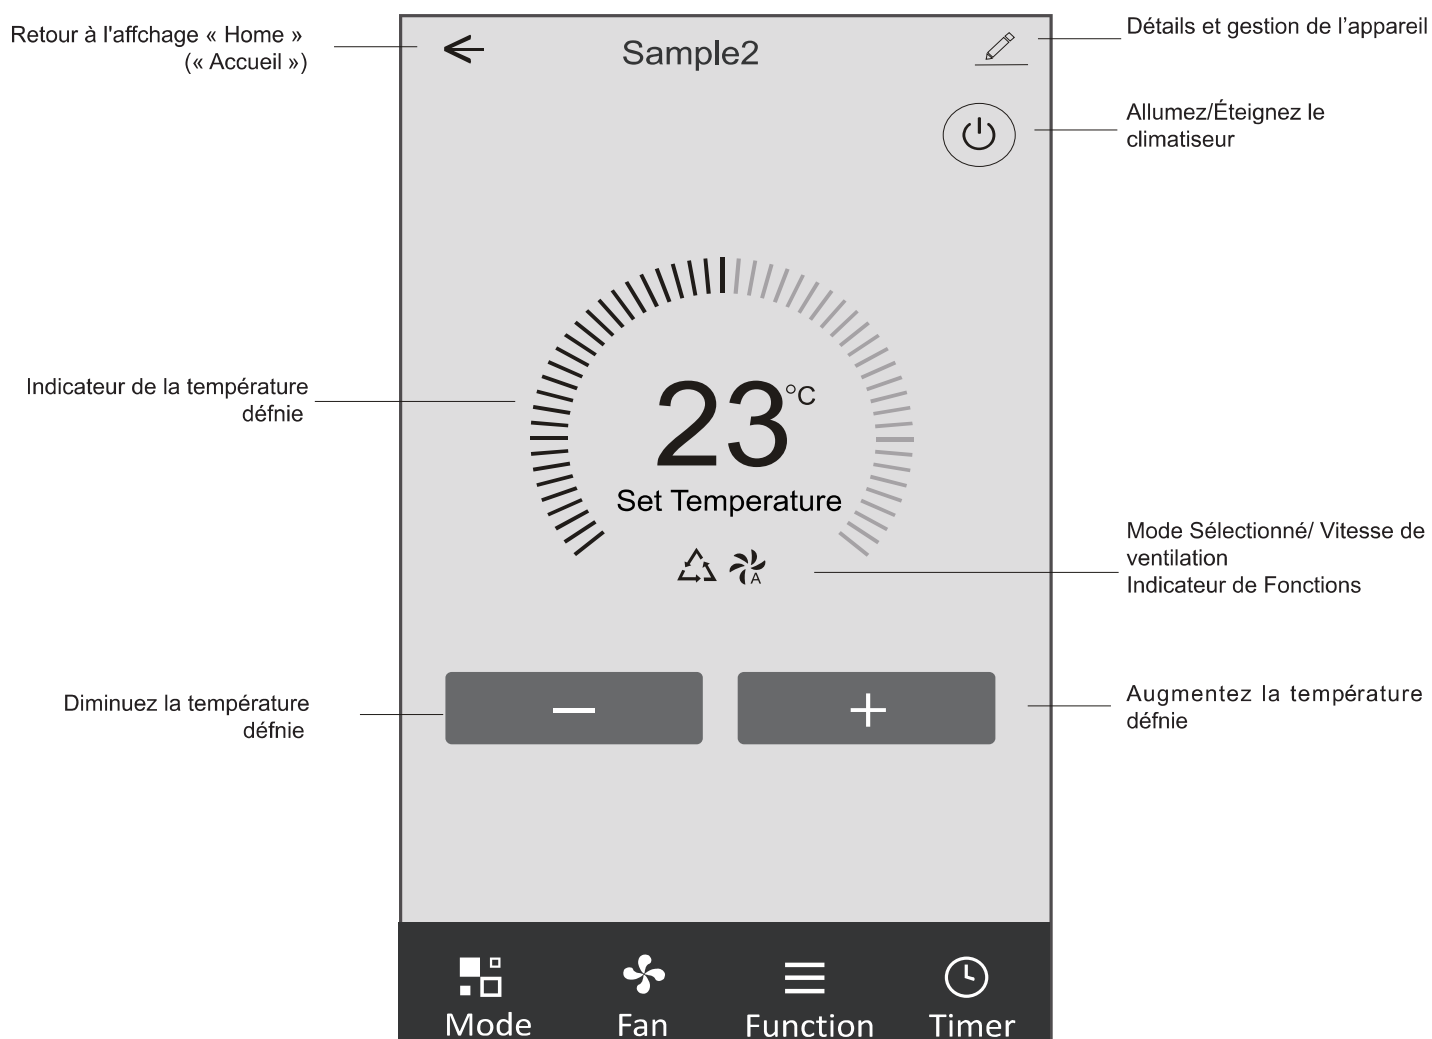 Retour à l'affchage « Home »
(« Accueil »)
Sample2
Détails et gestion de l’appareil
Allumez/Éteignez le
climatiseur
Indicateur de la température
défnie
23 °C
Set Temperature
A
Mode Sélectionné/ Vitesse de
ventilation
Indicateur de Fonctions
Diminuez la température
défnie
Augmentez la température
défnie
Mode
Fan
Function
Timer